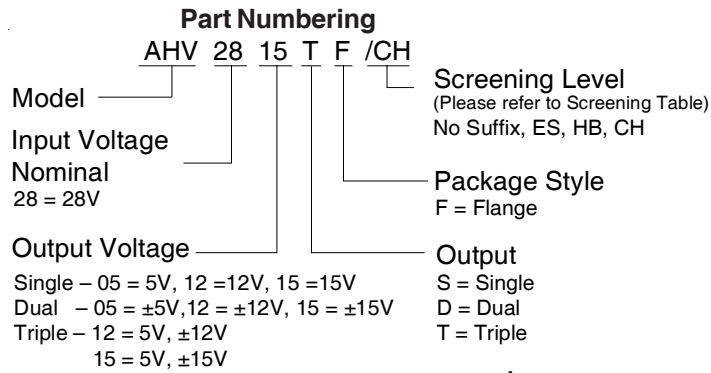 Part Numbering
AHV 28 15 T F /CH
Model
Input Voltage
Nominal
28 = 28V
Output Voltage
Single – 05 = 5V, 12 =12V, 15 =15V
Dual – 05 = ±5V,12 = ±12V, 15 = ±15V
Triple – 12 = 5V, ±12V
15 = 5V, ±15V
Screening Level
(Please refer to Screening Table)
No Suffix, ES, HB, CH
Package Style
F = Flange
Output
S = Single
D = Dual
T = Triple